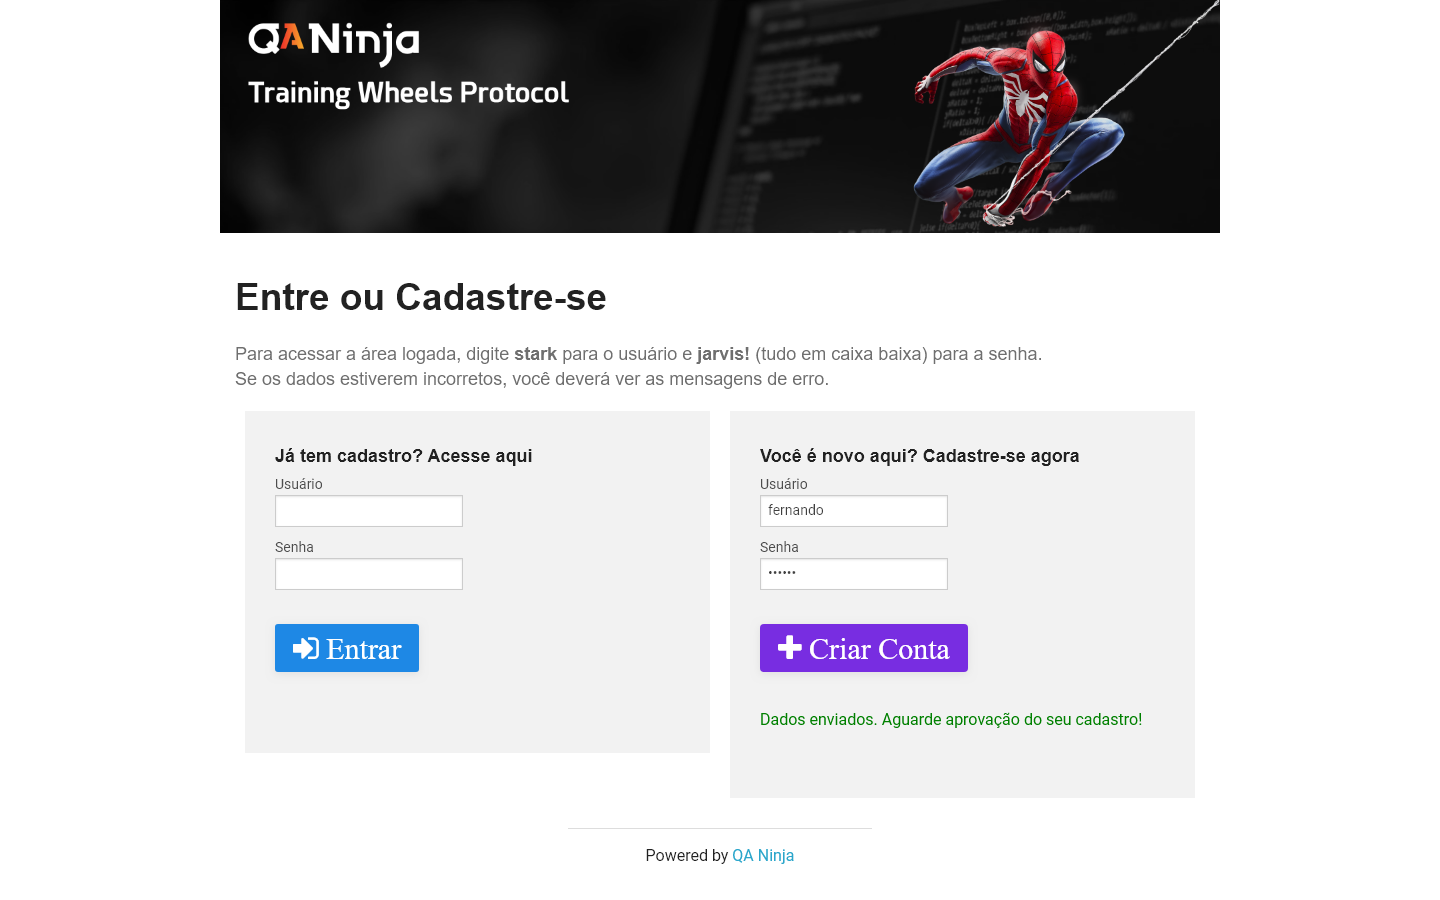 QANinja
Training Wheels Protocol
Entre ou Cadastre-se
Para acessar a área logada, digite stark para o usuário e jarvis! (tudo em caixa baixa) para a senha.
Se os dados estiverem incorretos, você deverá ver as mensagens de erro.
Já tem cadastro? Acesse aqui
Usuário
Senha
Entrar
Você é novo aqui? Cadastre-se agora
Usuário
fernando
Senha
••••••
Criar Conta
Dados enviados. Aguarde aprovação do seu cadastro!
Powered by QA Ninja